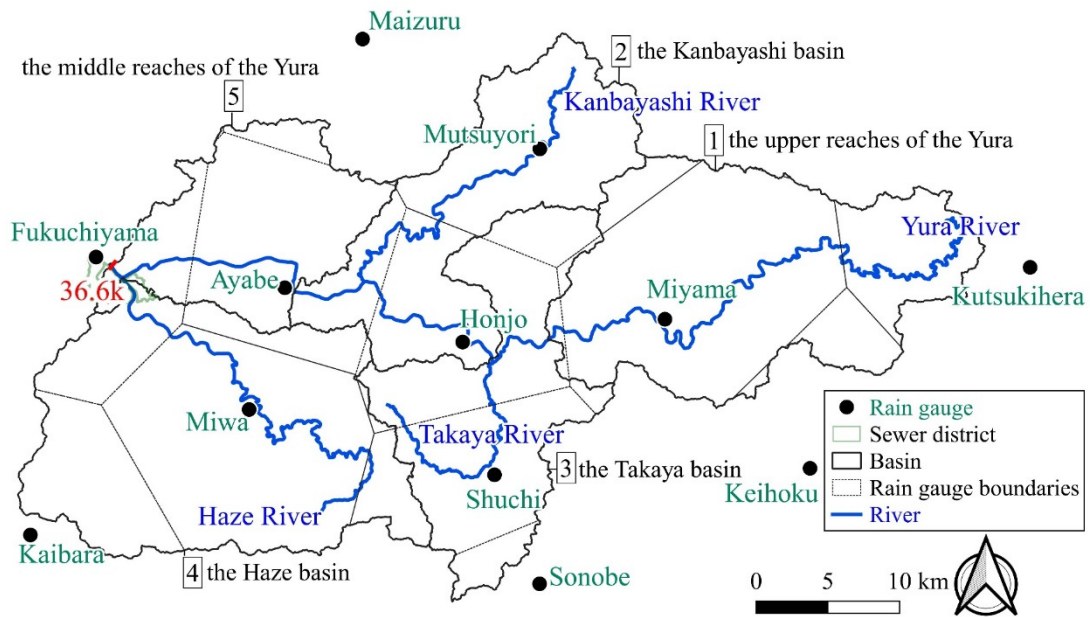 Maizuru
the middle reaches of the Yura
5
2 the Kanbayashi basin
Kanbayashi River
Mutsuyori
1 the upper reaches of the Yura
Fukuchiyama
36.6k
Ayabe
Yura River
Kutsukihera
Miyama
Honjo
Miwa
Takaya River
3 the Takaya basin
Shuchi
Keihoku
Haze River
Kaibara
4 the Haze basin
Sonobe
Rain gauge
Sewer district
Basin
Rain gauge boundaries
River
0 5 10 km